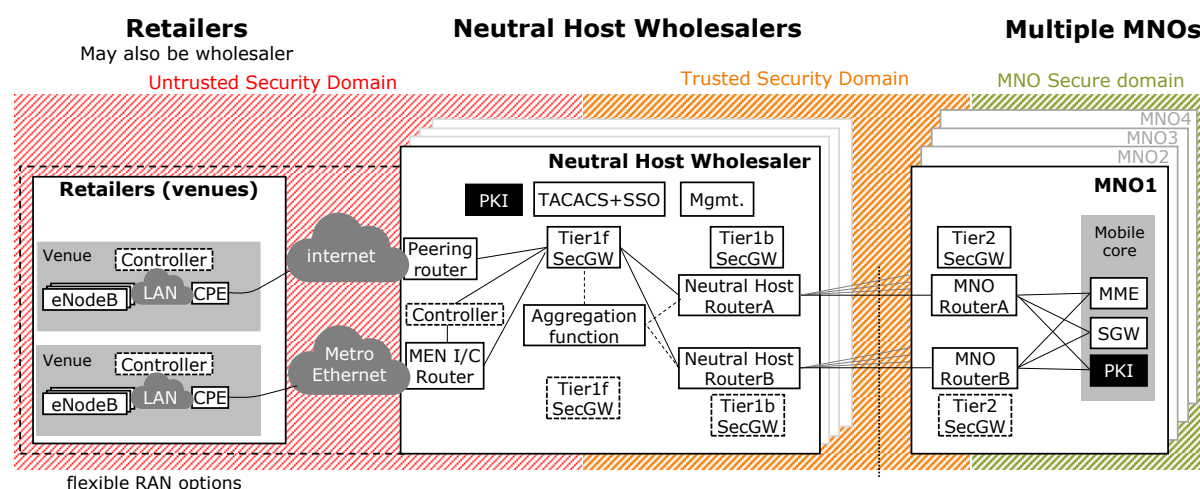 Retailers
May also be wholesaler
Neutral Host Wholesalers
Multiple MNOs
Untrusted Security Domain
Trusted Security Domain
MNO Secure domain
MNO4
MNO3
MNO2
MNO1
Neutral Host Wholesaler
Retailers (venues)
PKI
TACACS+SSO
Mgmt.
Venue
Controller
eNodeB
LAN
CPE
internet
Peering
router
Tier1f
SecGW
Tier1b
SecGW
Neutral Host
RouterA
Controller
Aggregation
function
Tier2
SecGW
MNO
RouterA
Mobile
core
MME
SGW
PKI
Venue
Controller
eNodeB
LAN
CPE
Metro
Ethernet
MEN I/C
Router
Neutral Host
RouterB
MNO
RouterB
Tier1f
SecGW
Tier1b
SecGW
Tier2
SecGW
flexible RAN options